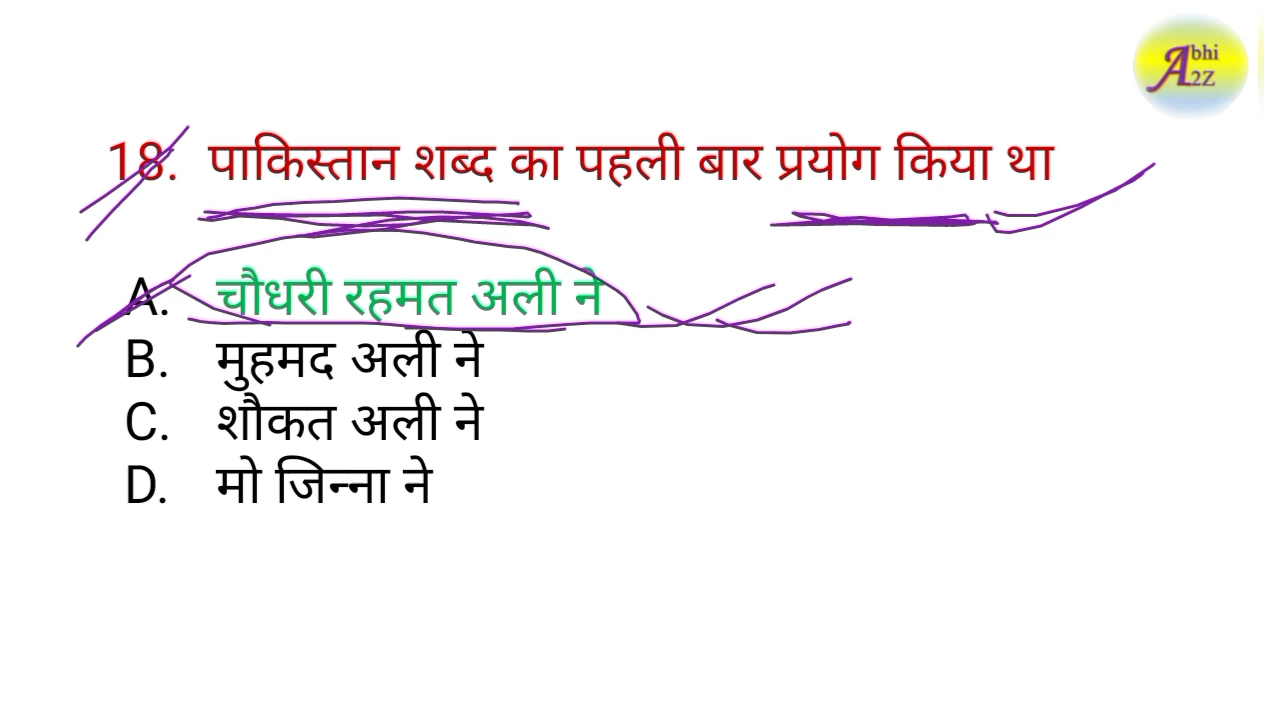 Abhi
A2Z
18. पाकिस्तान शब्द का पहली बार प्रयोग किया था
A. चौधरी रहमत अली ने
B. मुहमद अली ने
C. शौकत अली ने
D. मो जिन्ना ने